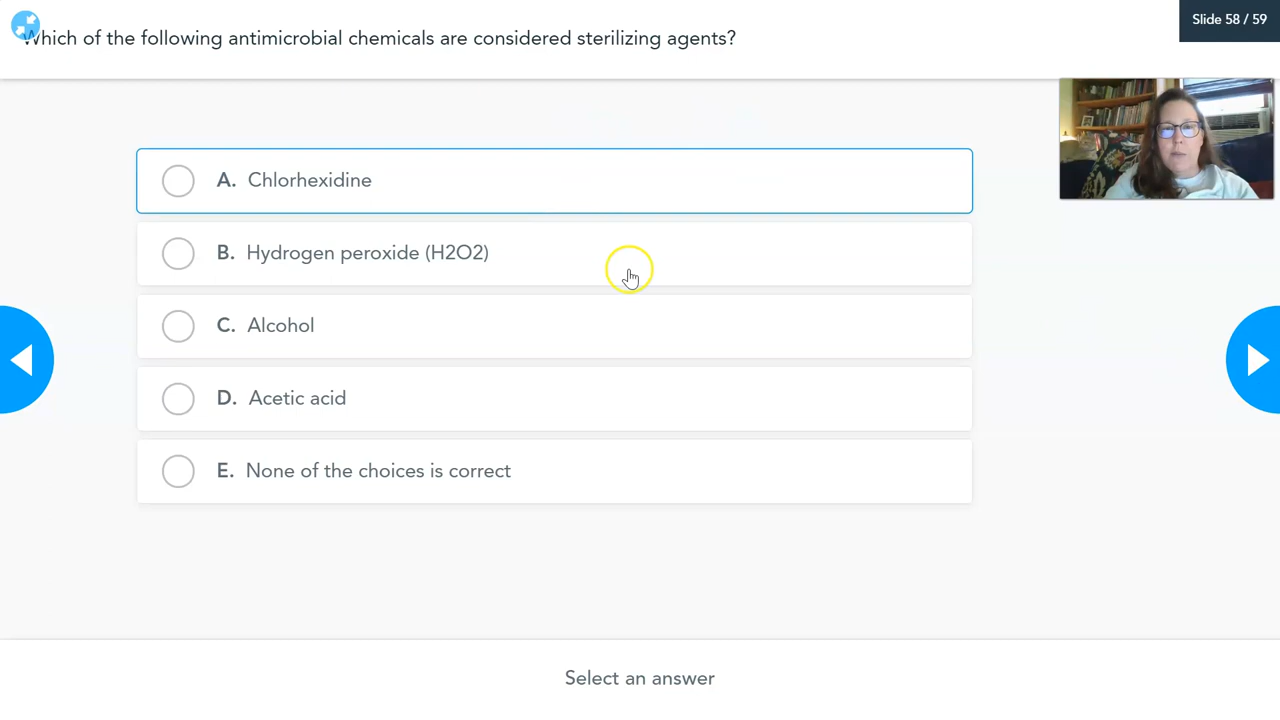 Slide 58 / 59
Which of the following antimicrobial chemicals are considered sterilizing agents?
A. Chlorhexidine
B. Hydrogen peroxide (H2O2)
C. Alcohol
D. Acetic acid
E. None of the choices is correct
Select an answer